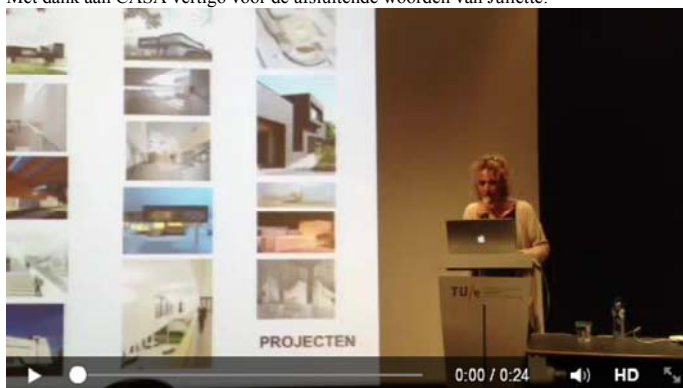 Met dank aan CASA vertigo voor de afsluitende woorden van Juliette.
TU/e
PROJECTEN
0:00 / 0:24
HD